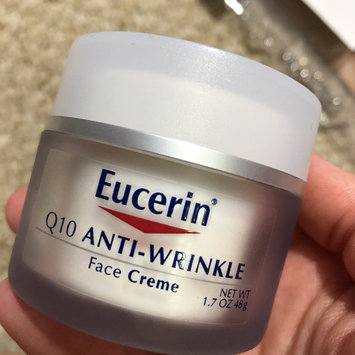 Eucerin®
Q10 ANTI-WRINKLE
Face Creme
NET WT
1.7 OZ 48g